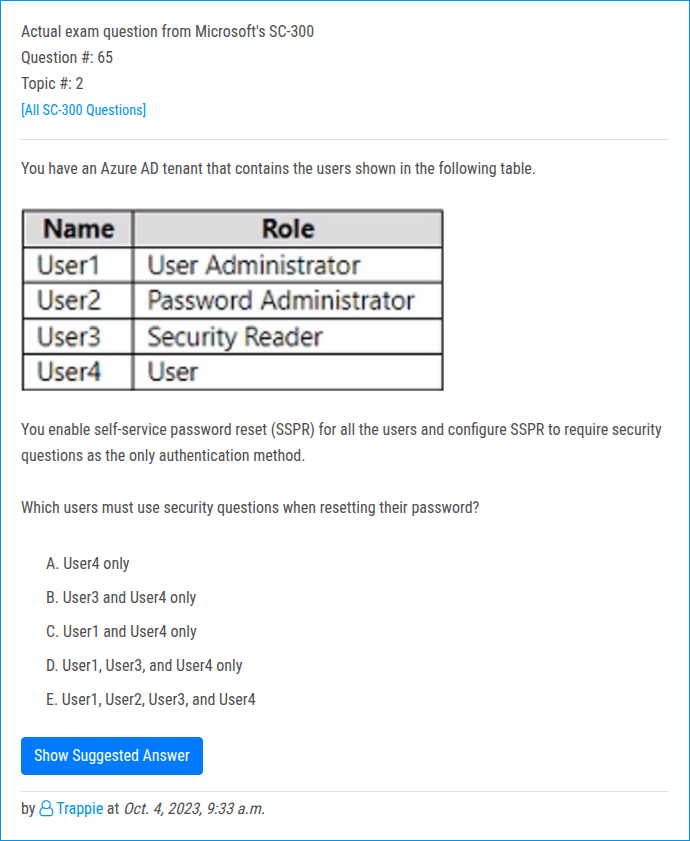 Actual exam question from Microsoft's SC-300
Question #: 65
Topic #: 2
[All SC-300 Questions]
You have an Azure AD tenant that contains the users shown in the following table.
Name Role
User1 User Administrator
User2 Password Administrator
User3 Security Reader
User4 User
You enable self-service password reset (SSPR) for all the users and configure SSPR to require security
questions as the only authentication method.
Which users must use security questions when resetting their password?
A. User4 only
B. User3 and User4 only
C. User1 and User4 only
D. User1, User3, and User4 only
E. User1, User2, User3, and User4
Show Suggested Answer
by Trappie at Oct. 4, 2023, 9:33 a.m.